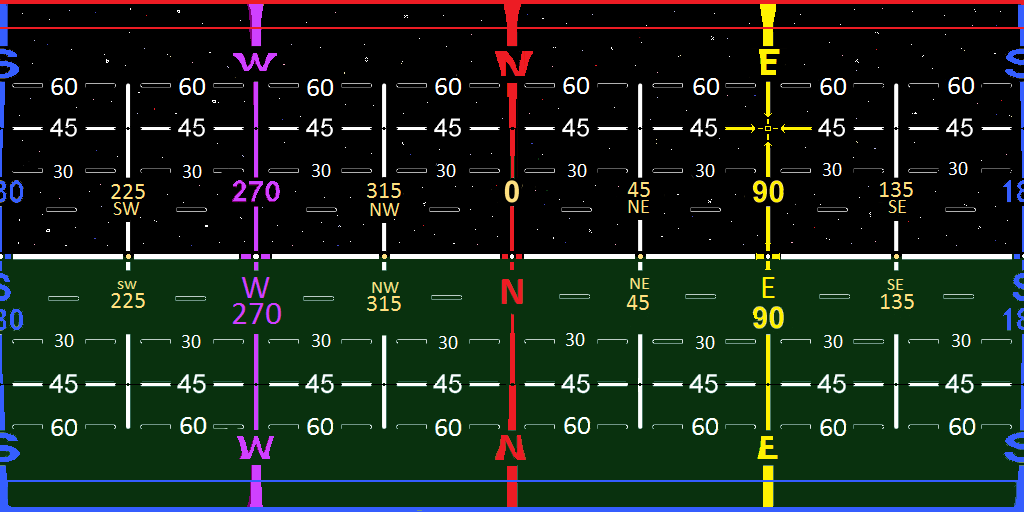 W N E
S S
60 60 60 60 60 60 60 60
45 45 45 45 45 45 45
30 30 30 30 30 30 30 30
80 225 270 315 0 45 90 135 18
SW NW NE SE
S sw W NW N NE E SE S
80 225 270 315 45 90 135 18
30 30 30 30 30 30 30 30
45 45 45 45 45 45 45 45
60 60 60 60 60 60 60 60
S W N E S